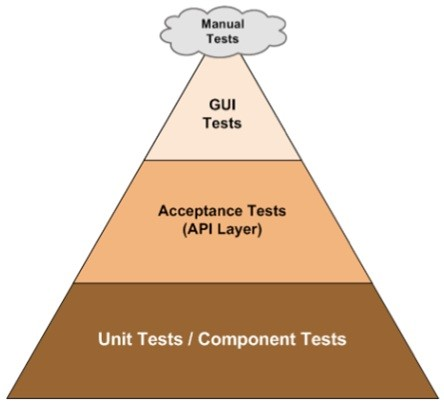 Manual
Tests
GUI
Tests
Acceptance Tests
(API Layer)
Unit Tests / Component Tests